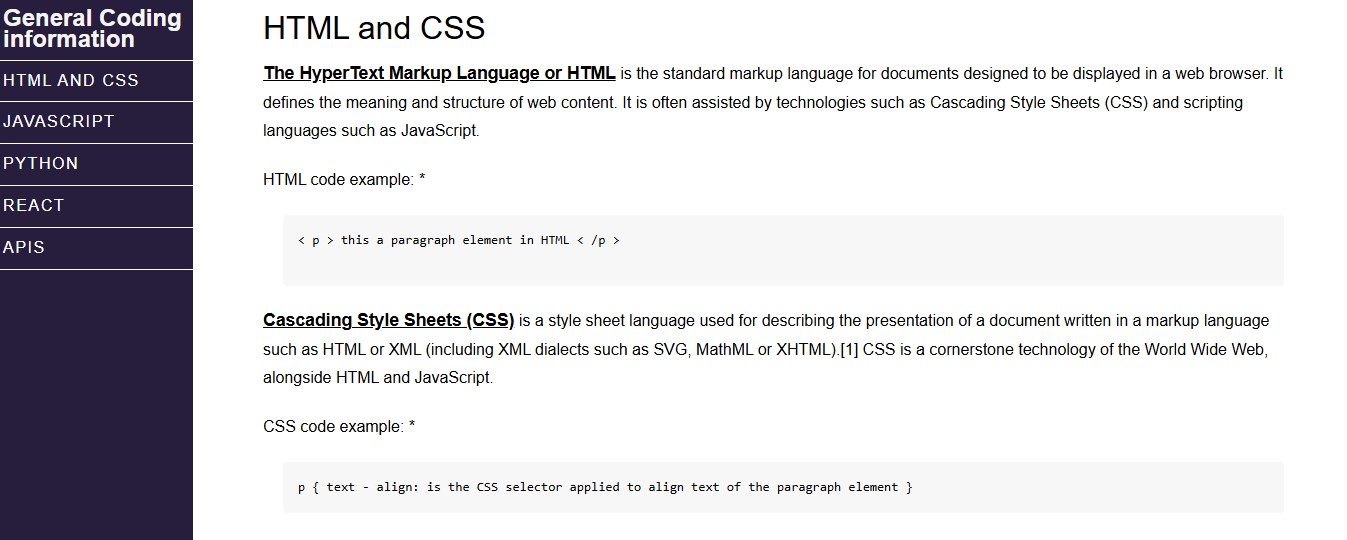 General Coding
information
HTML AND CSS
JAVASCRIPT
PYTHON
REACT
APIS
HTML and CSS
The HyperText Markup Language or HTML is the standard markup language for documents designed to be displayed in a web browser. It
defines the meaning and structure of web content. It is often assisted by technologies such as Cascading Style Sheets (CSS) and scripting
languages such as JavaScript.
HTML code example: *
< p > this a paragraph element in HTML < /p >
Cascading Style Sheets (CSS) is a style sheet language used for describing the presentation of a document written in a markup language
such as HTML or XML (including XML dialects such as SVG, MathML or XHTML).[1] CSS is a cornerstone technology of the World Wide Web,
alongside HTML and JavaScript.
CSS code example: *
p { text - align: is the CSS selector applied to align text of the paragraph element }